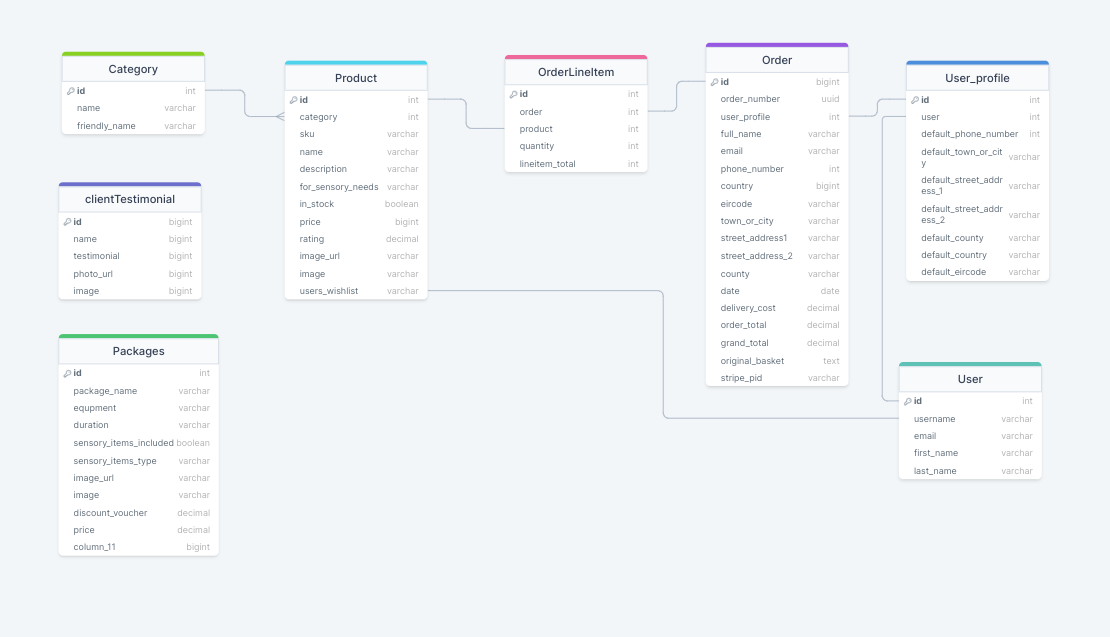 Category
id int
name varchar
friendly_name varchar
Product
id int
category int
sku varchar
name varchar
description varchar
for_sensory_needs varchar
in_stock boolean
price bigint
rating decimal
image_url varchar
image varchar
users_wishlist varchar
OrderLineItem
id int
order int
product int
quantity int
lineitem_total int
Order
id bigint
order_number uuid
user_profile int
full_name varchar
email varchar
phone_number int
country bigint
eircode varchar
town_or_city varchar
street_address1 varchar
street_address_2 varchar
county varchar
date date
delivery_cost decimal
order_total decimal
grand_total decimal
original_basket text
stripe_pid varchar
User_profile
id int
user int
default_phone_number int
default_town_or_cit varchar
y
default_street_addr varchar
ess_1
default_street_addr varchar
ess_2
default_county varchar
default_country varchar
default_eircode varchar
clientTestimonial
id bigint
name bigint
testimonial bigint
photo_url bigint
image bigint
Packages
id int
package_name varchar
equpment varchar
duration varchar
sensory_items_included boolean
sensory_items_type varchar
image_url varchar
image varchar
discount_voucher decimal
price decimal
column_11 bigint
User
id int
username varchar
email varchar
first_name varchar
last_name varchar